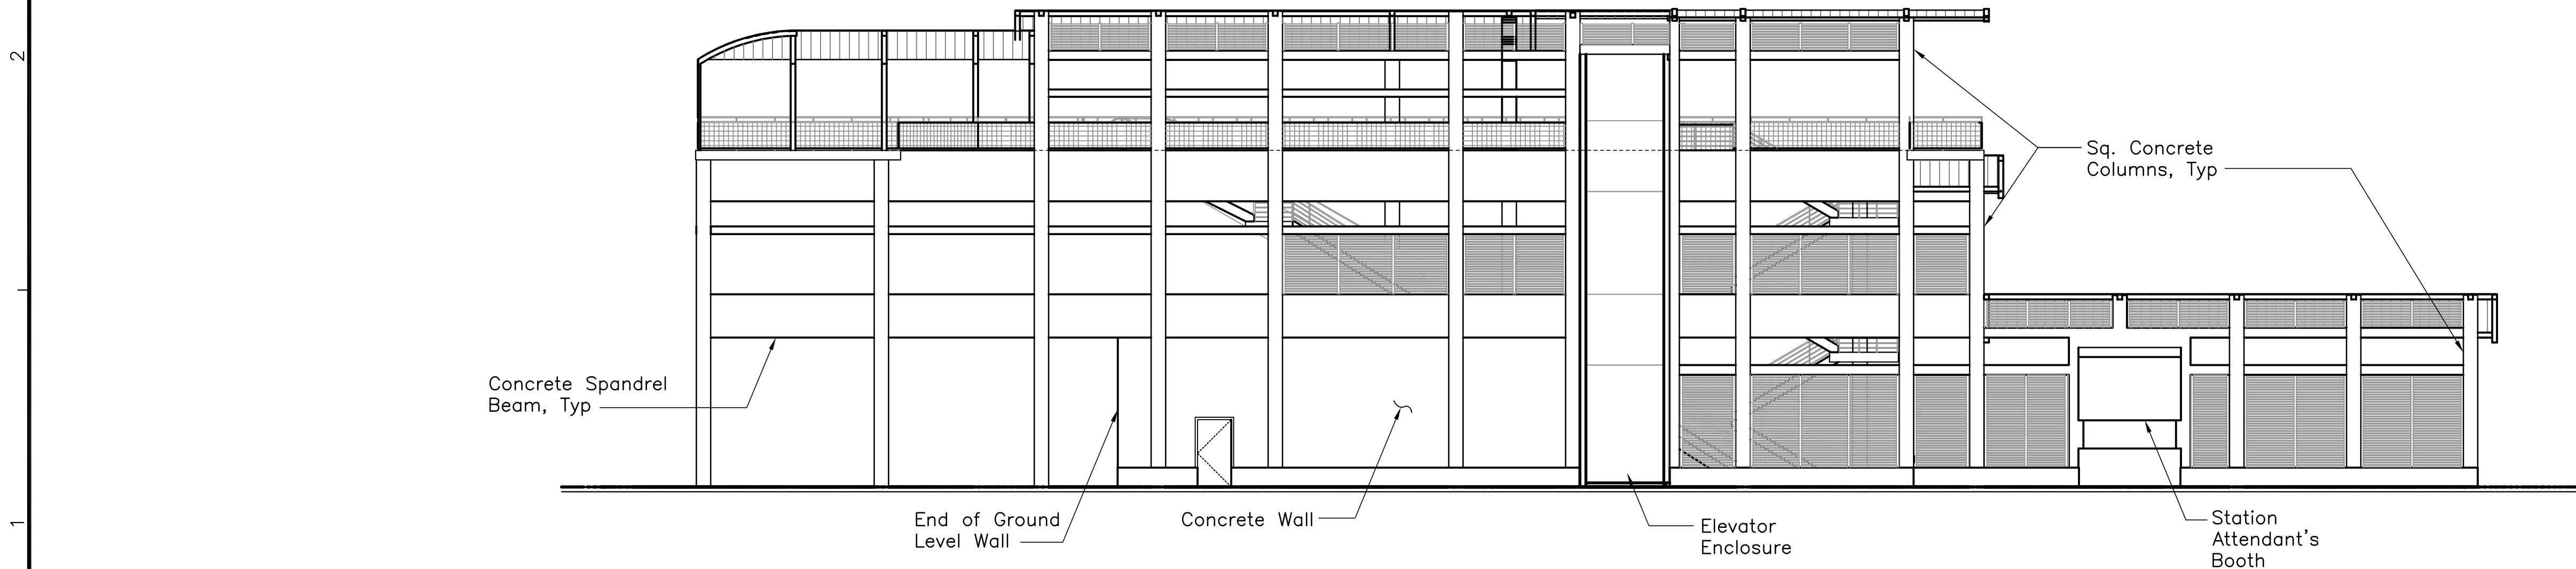 2
Sq. Concrete
Columns, Typ
Concrete Spandrel
Beam, Typ
End of Ground
Level Wall
Concrete Wall
Elevator
Enclosure
Station
Attendant's
Booth
1